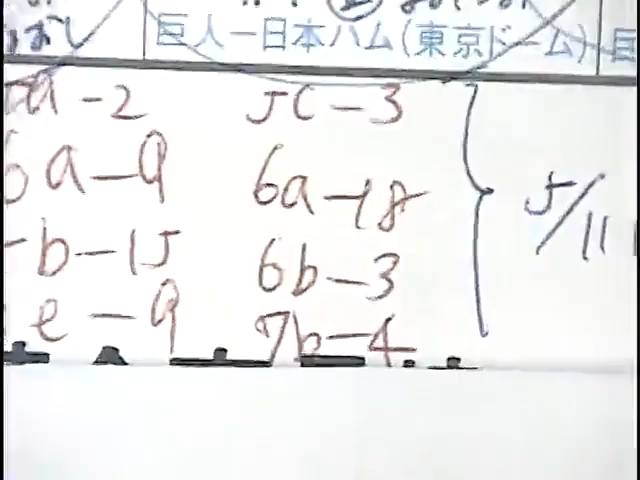 巨人ー日本ハム(東京ドーム) 巨
a-2 5C-3
6a-9 6a-18
b-15 6b-3
e-9 7b-4
5/11